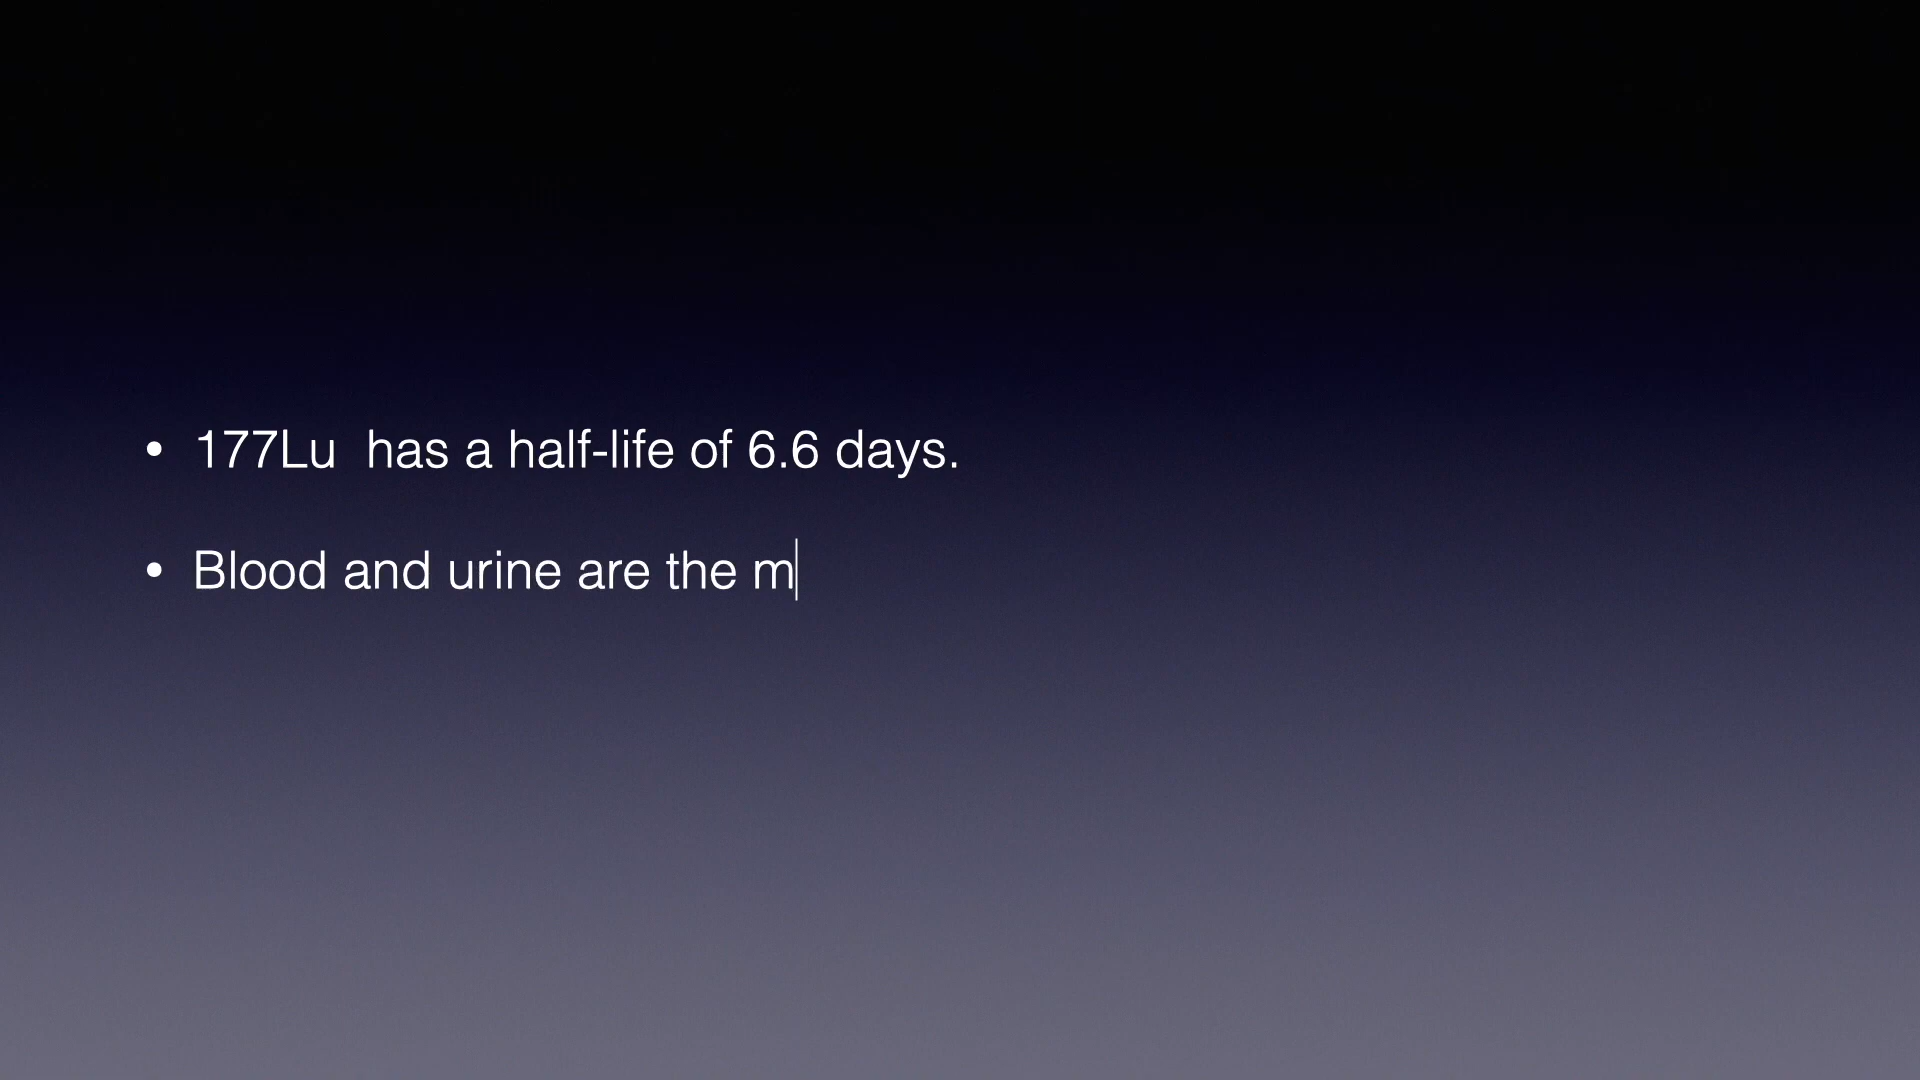 • 177Lu  has a half-life of 6.6 days.
• Blood and urine are the m